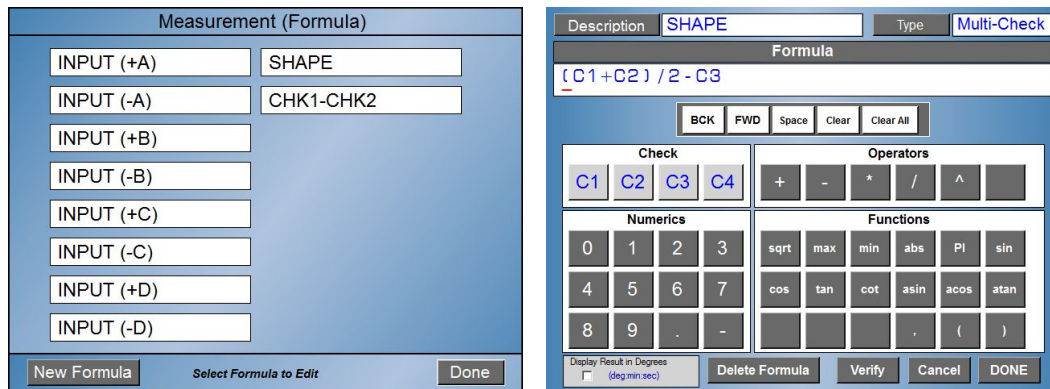 Measurement (Formula)
INPUT (+A) SHAPE
INPUT (-A) CHK1-CHK2
INPUT (+B)
INPUT (-B)
INPUT (+C)
INPUT (-C)
INPUT (+D)
INPUT (-D)
New Formula Select Formula to Edit Done
Description SHAPE Type Multi-Check
Formula
(C1+C2)/2-C3
BCK FWD Space Clear Clear All
Check
C1 C2 C3 C4
Operators
+ - * / ^
Numerics
0 1 2 3
4 5 6 7
8 9 . -
Functions
sqrt max min abs PI sin
cos tan cot asin acos atan
, ( )
Display Result in Degrees
(deg:min:sec)
Delete Formula Verify Cancel DONE